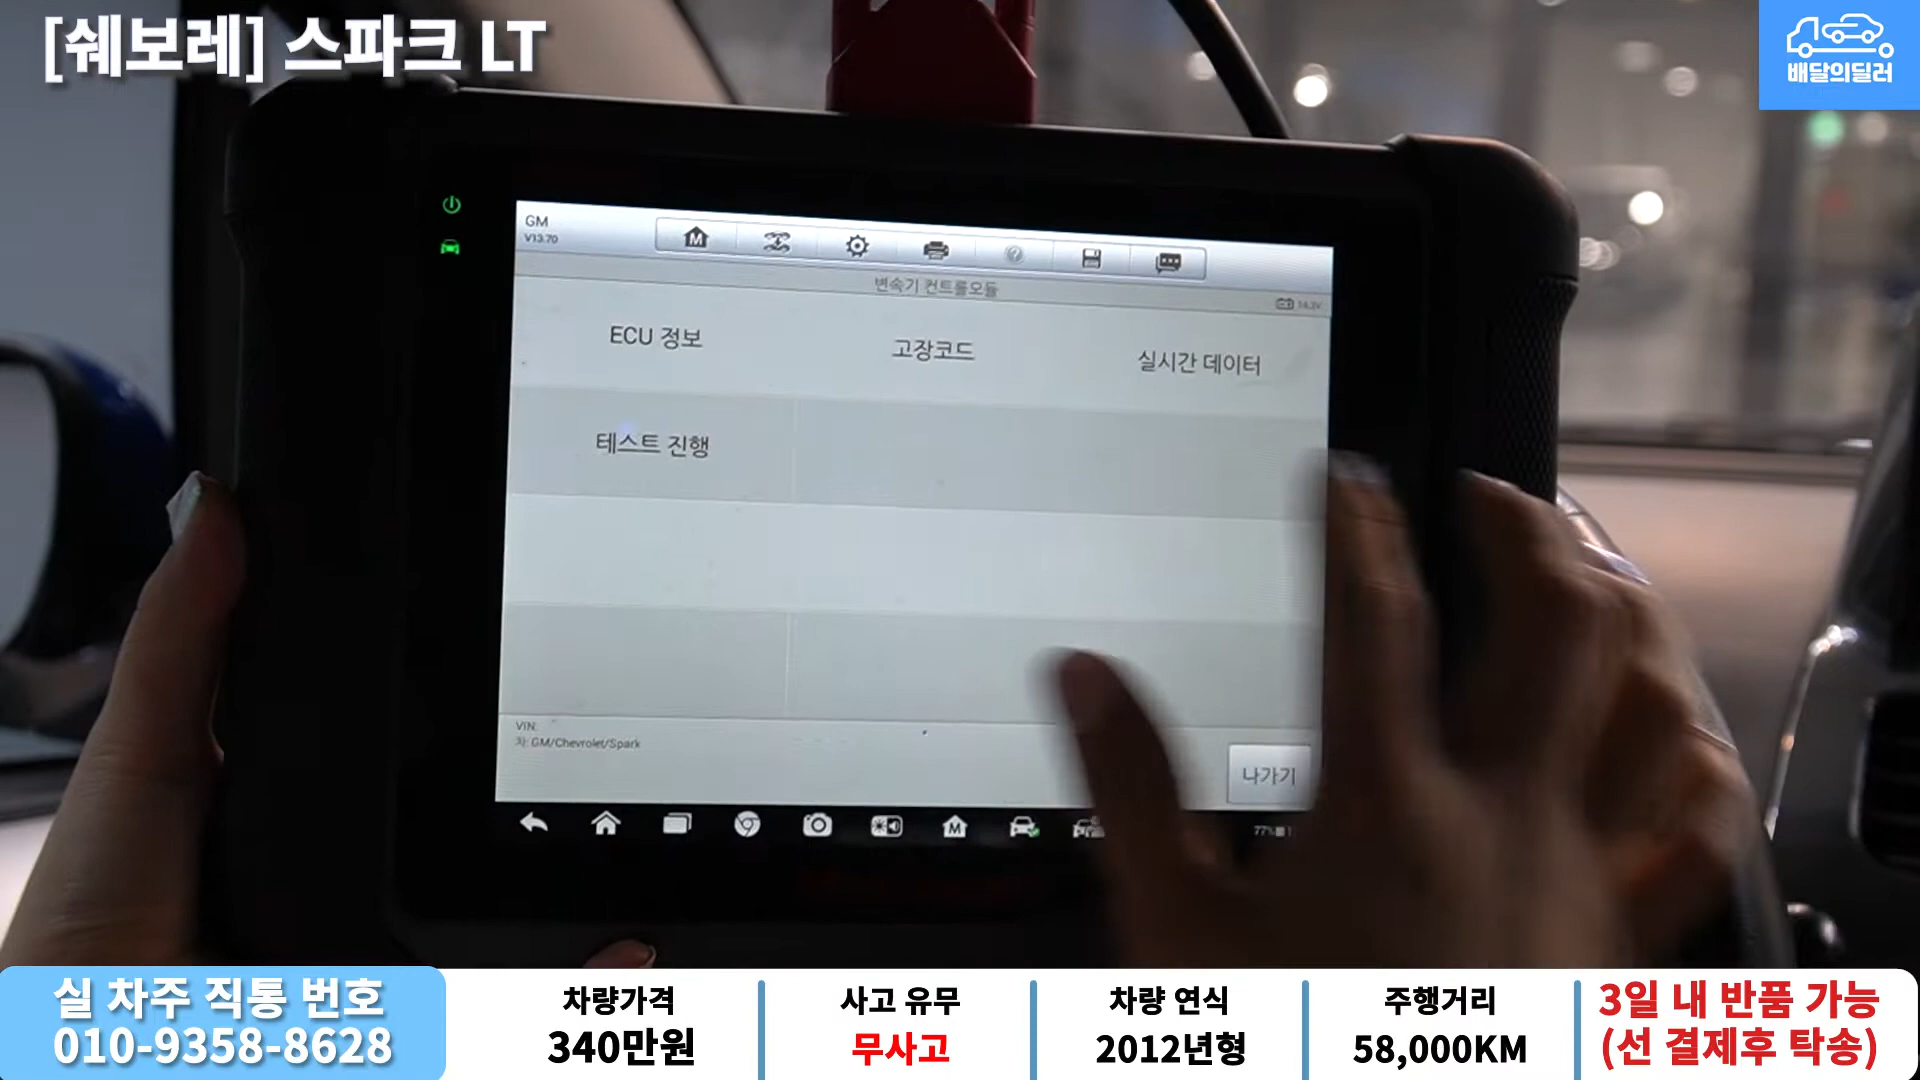 [쉐보레] 스파크 LT
배달의딜러
GM
V13.70
변속기 컨트롤모듈
14.3V
ECU 정보
고장코드
실시간 데이터
테스트 진행
VIN:
차: GM/Chevrolet/Spark
나가기
77%
실 차주 직통 번호
010-9358-8628
차량가격
340만원
사고 유무
무사고
차량 연식
2012년형
주행거리
58,000KM
3일 내 반품 가능
(선 결제후 탁송)